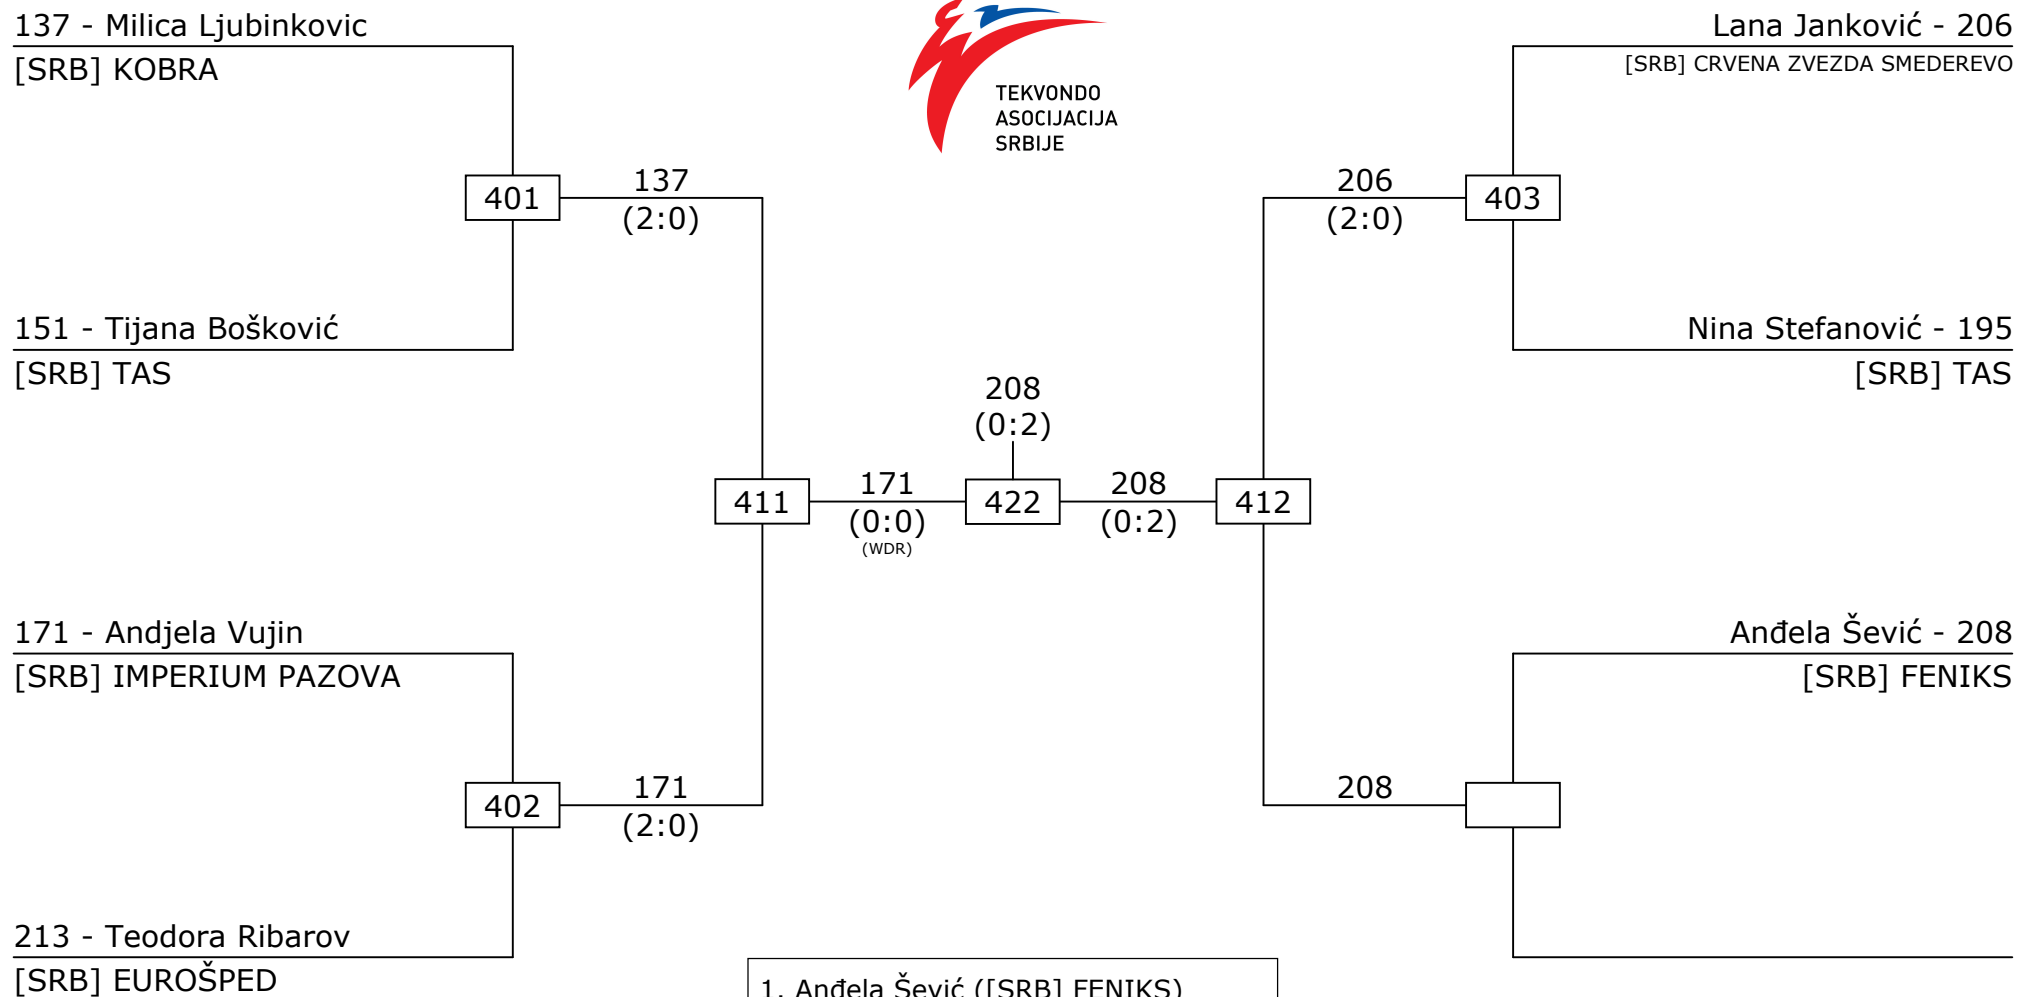 137 - Milica Ljubinkovic
[SRB] KOBRA
151 - Tijana Bošković
[SRB] TAS
171 - Andjela Vujin
[SRB] IMPERIUM PAZOVA
213 - Teodora Ribarov
[SRB] EUROŠPED
401
137
(2:0)
402
171
(2:0)
411
171
(0:0)
(WDR)
TEKVONDO
ASOCIJACIJA
SRBIJE
208
(0:2)
422
208
(0:2)
412
206
(2:0)
403
208
Lana Janković - 206
[SRB] CRVENA ZVEZDA SMEDEREVO
Nina Stefanović - 195
[SRB] TAS
Anđela Šević - 208
[SRB] FENIKS
1. Anđela Šević ([SRB] FENIKS)